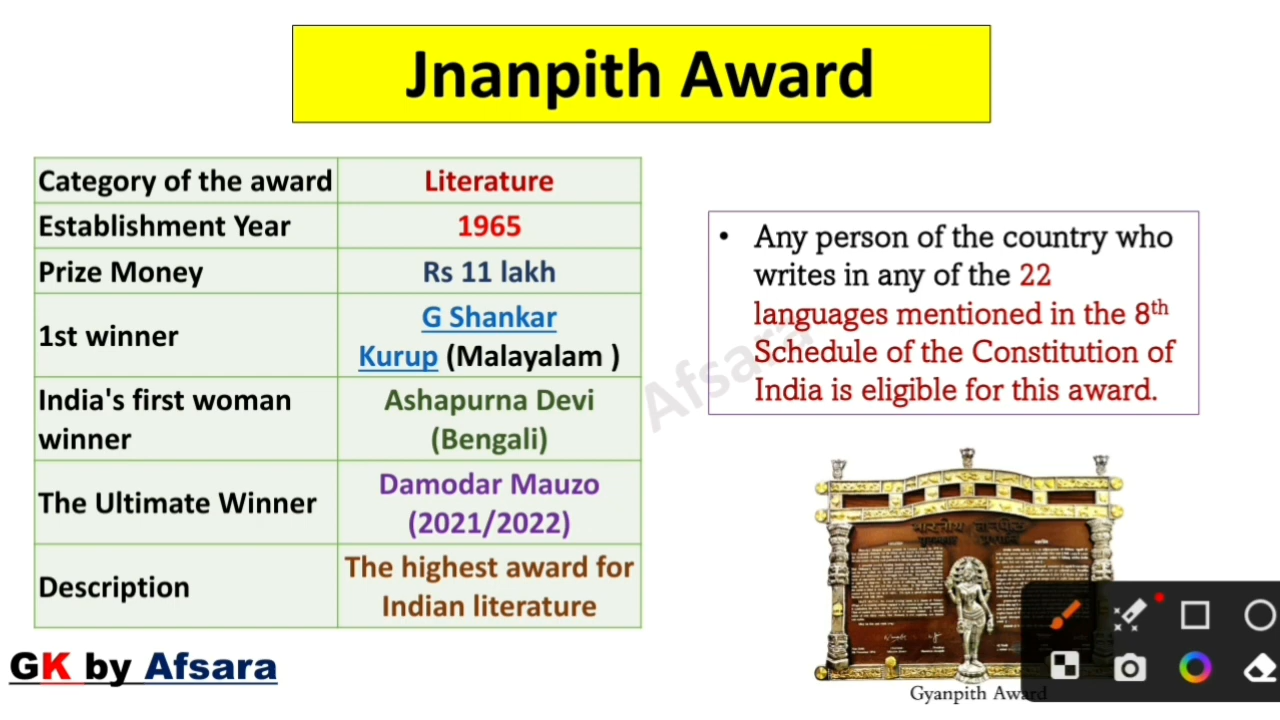 Jnanpith Award
Category of the award Literature
Establishment Year 1965
Prize Money Rs 11 lakh
1st winner G Shankar
Kurup (Malayalam )
India's first woman
winner Ashapurna Devi
(Bengali)
The Ultimate Winner Damodar Mauzo
(2021/2022)
Description The highest award for
Indian literature
• Any person of the country who
writes in any of the 22
languages mentioned in the 8th
Schedule of the Constitution of
India is eligible for this award.
Afsara
भारतीय ज्ञानपीठ
Gyanpith Award
GK by Afsara